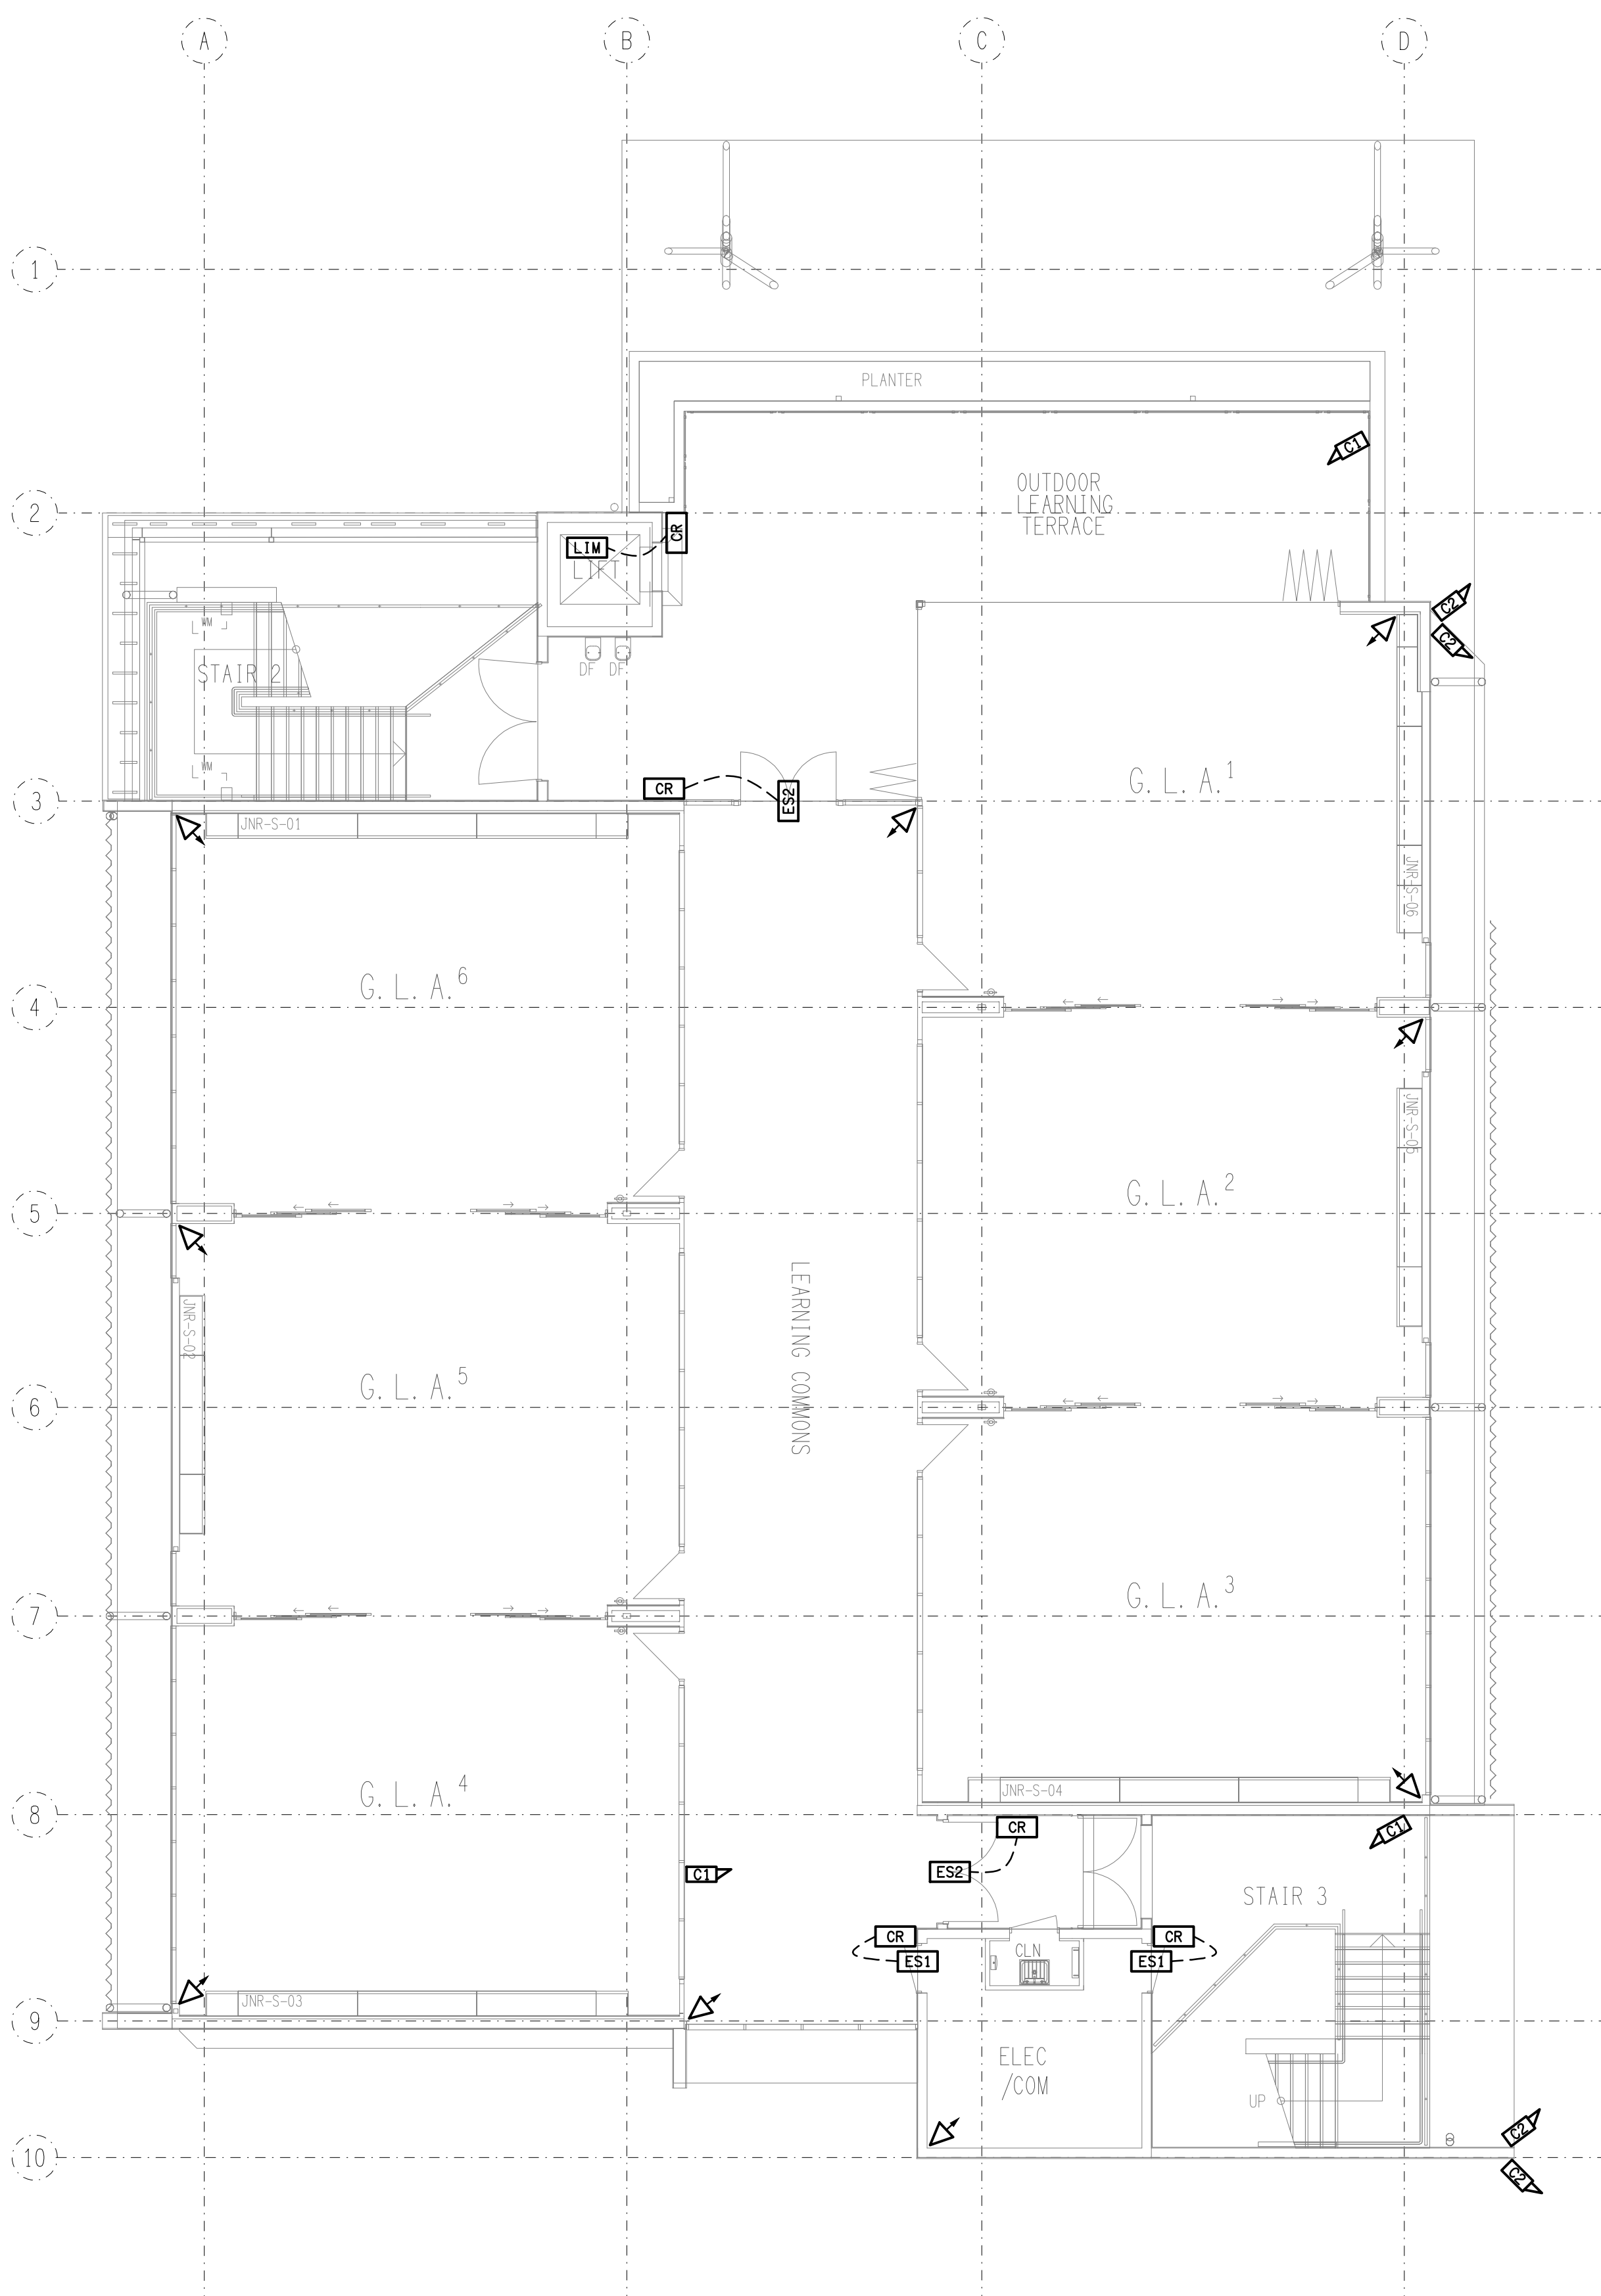 A
B
C
D
1
PLANTER
C1
OUTDOOR
LEARNING
TERRACE
2
CR
LIM
LIFT
C2
C2
WM
STAIR 2
DF DF
WM
G. L. A. 1
CR
ES2
3
JNR-S-01
JNR-S-06
G. L. A. 6
4
JNR-S-05
G. L. A. 2
5
LEARNING COMMONS
JNR-S-02
G. L. A. 5
6
G. L. A. 3
7
G. L. A. 4
JNR-S-04
8
CR
C1
ES2
C1
STAIR 3
CR
CR
CLN
ES1
ES1
JNR-S-03
9
ELEC
/COM
UP
C2
10
C2